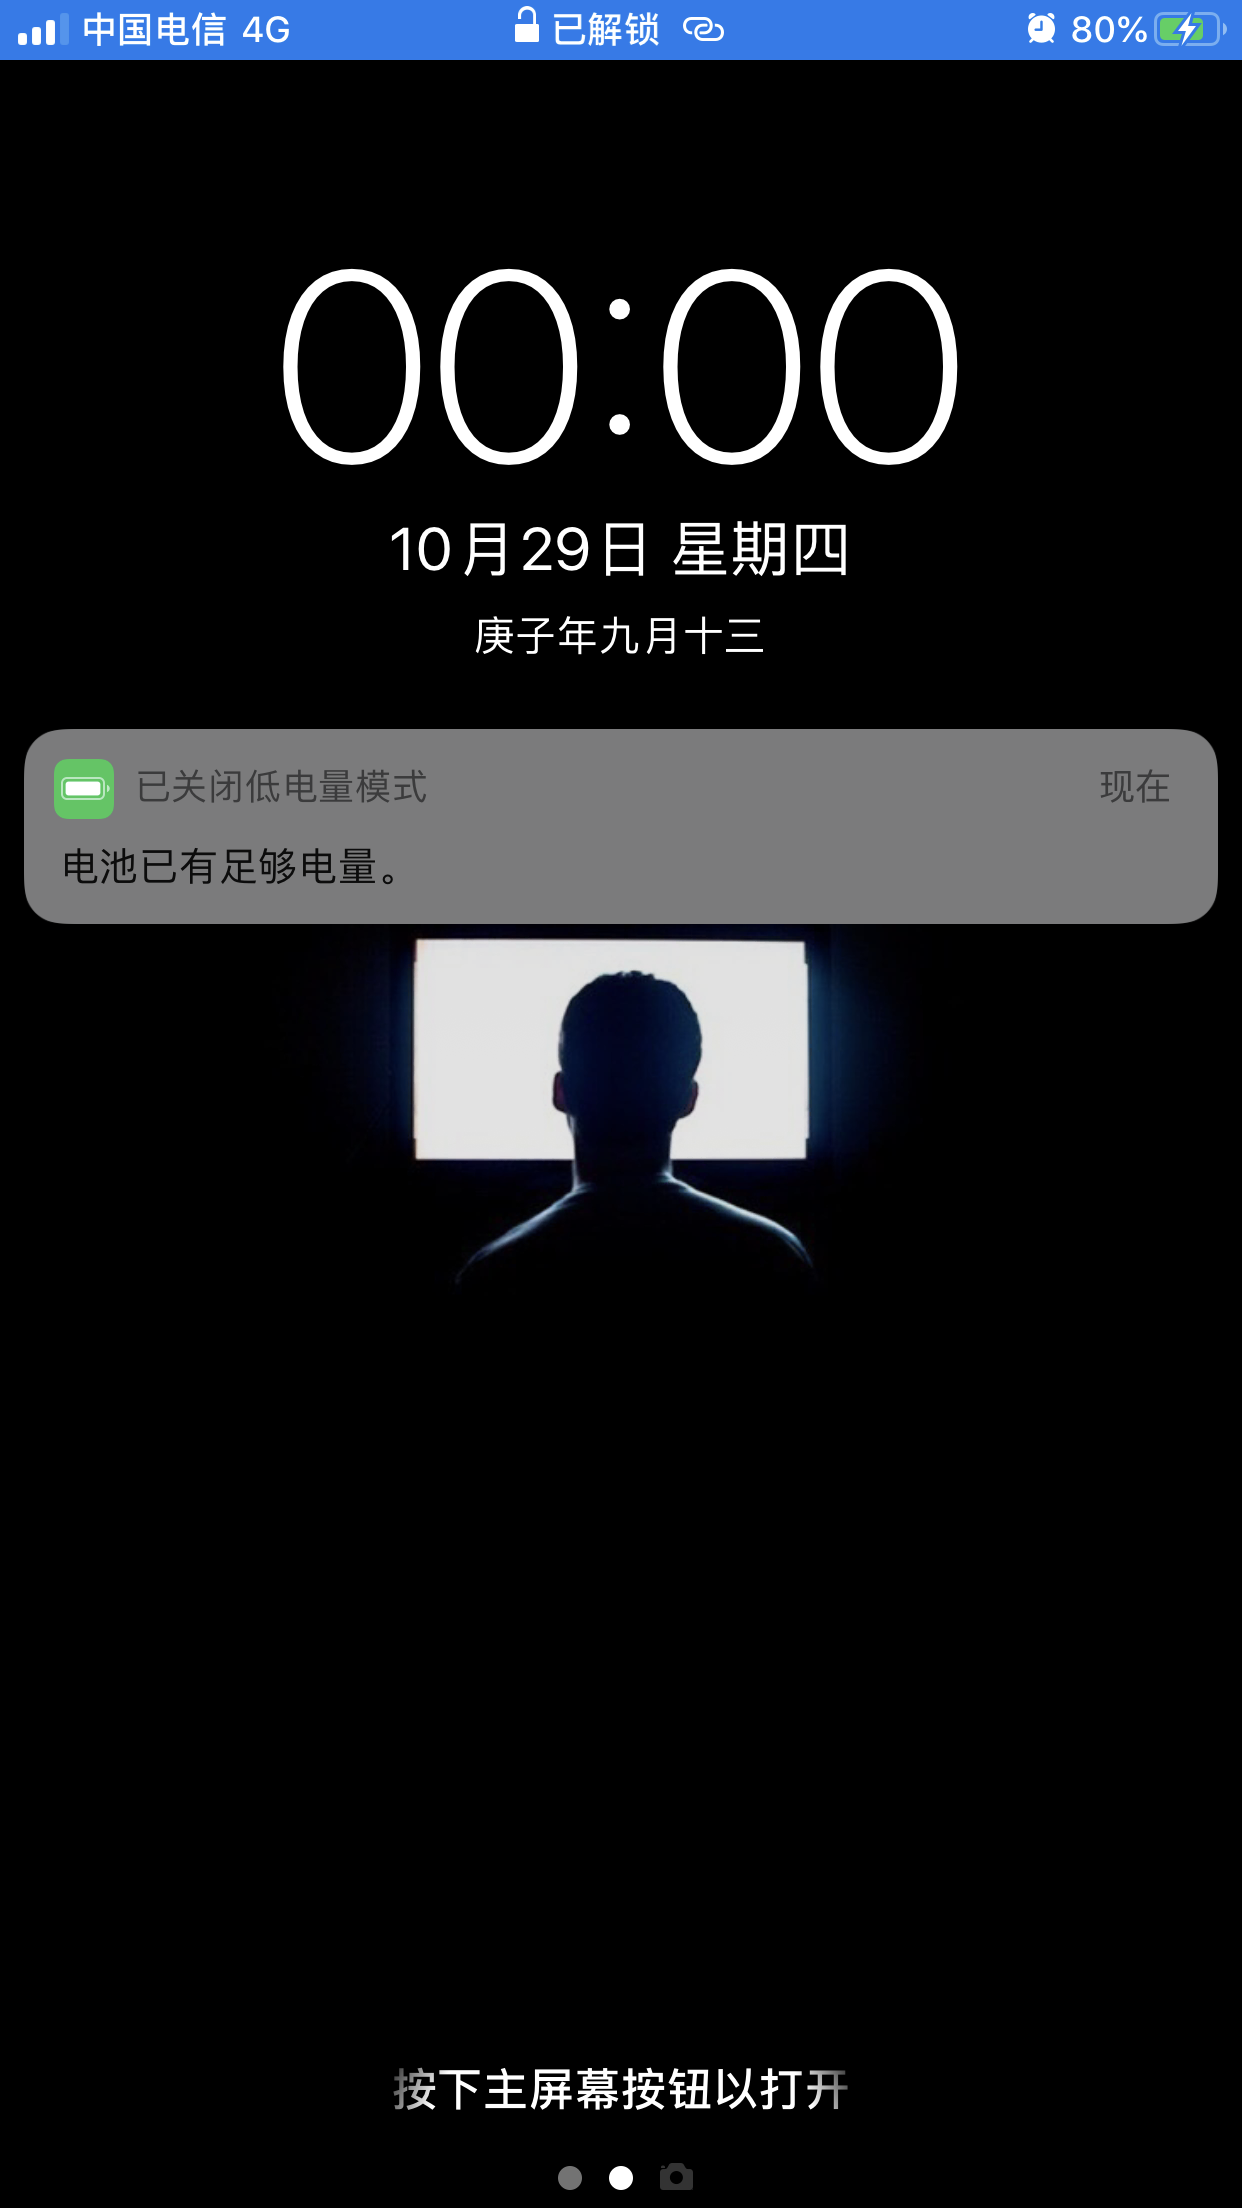 中国电信 4G 已解锁 80%
00:00
10月29日 星期四
庚子年九月十三
已关闭低电量模式 现在
电池已有足够电量。
按下主屏幕按钮以打开